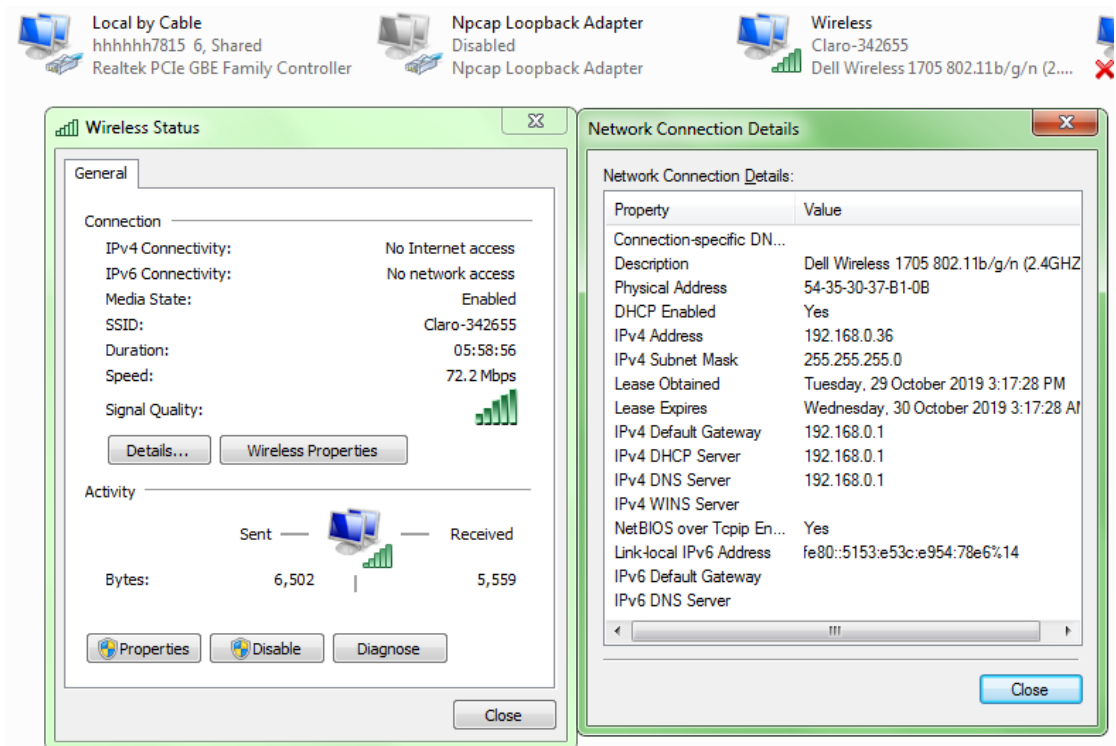 Local by Cable
hhhhhh7815 6, Shared
Realtek PCIe GBE Family Controller
Npcap Loopback Adapter
Disabled
Npcap Loopback Adapter
Wireless
Claro-342655
Dell Wireless 1705 802.11b/g/n (2....
Wireless Status
General
Connection
IPv4 Connectivity: No Internet access
IPv6 Connectivity: No network access
Media State: Enabled
SSID: Claro-342655
Duration: 05:58:56
Speed: 72.2 Mbps
Signal Quality:
Details... Wireless Properties
Activity
Sent Received
Bytes: 6,502 5,559
Properties Disable Diagnose
Close
Network Connection Details
Network Connection Details:
Property Value
Connection-specific DN...
Description Dell Wireless 1705 802.11b/g/n (2.4GHZ
Physical Address 54-35-30-37-B1-0B
DHCP Enabled Yes
IPv4 Address 192.168.0.36
IPv4 Subnet Mask 255.255.255.0
Lease Obtained Tuesday, 29 October 2019 3:17:28 PM
Lease Expires Wednesday, 30 October 2019 3:17:28 AM
IPv4 Default Gateway 192.168.0.1
IPv4 DHCP Server 192.168.0.1
IPv4 DNS Server 192.168.0.1
IPv4 WINS Server
NetBIOS over Tcpip En... Yes
Link-local IPv6 Address fe80::5153:e53c:e954:78e6%14
IPv6 Default Gateway
IPv6 DNS Server
Close